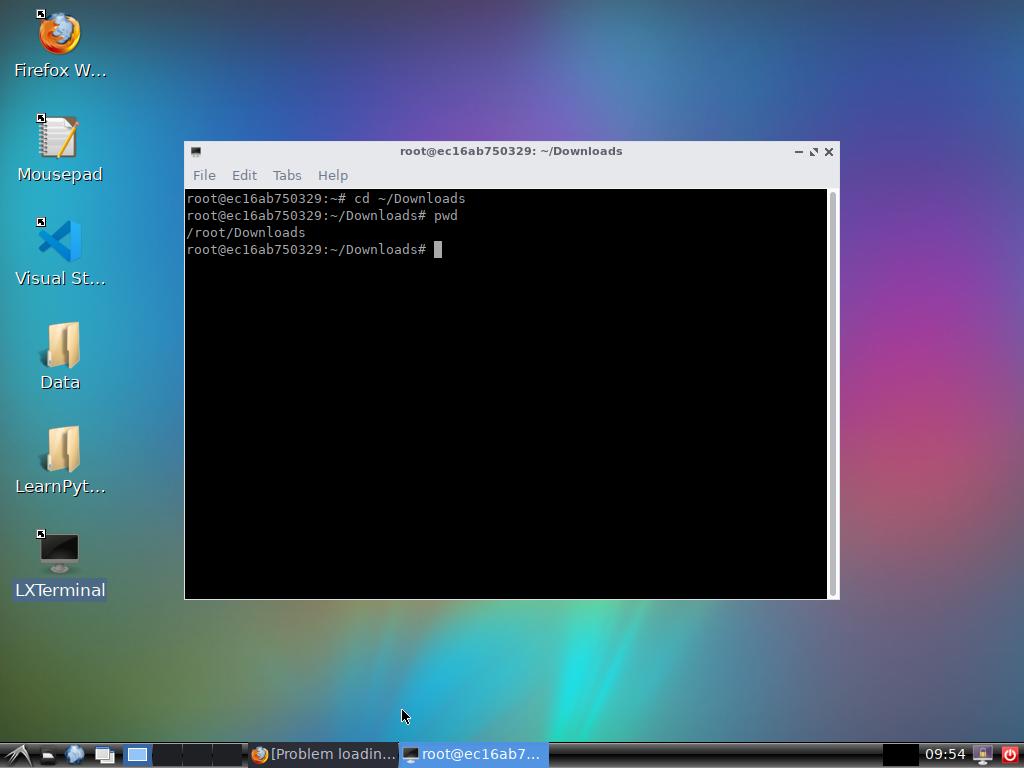 Firefox W...
Mousepad
Visual St...
Data
LearnPyt...
LXTerminal
root@ec16ab750329: ~/Downloads
File Edit Tabs Help
root@ec16ab750329:~# cd ~/Downloads
root@ec16ab750329:~/Downloads# pwd
/root/Downloads
root@ec16ab750329:~/Downloads#
[Problem loadin... root@ec16ab7... 09:54